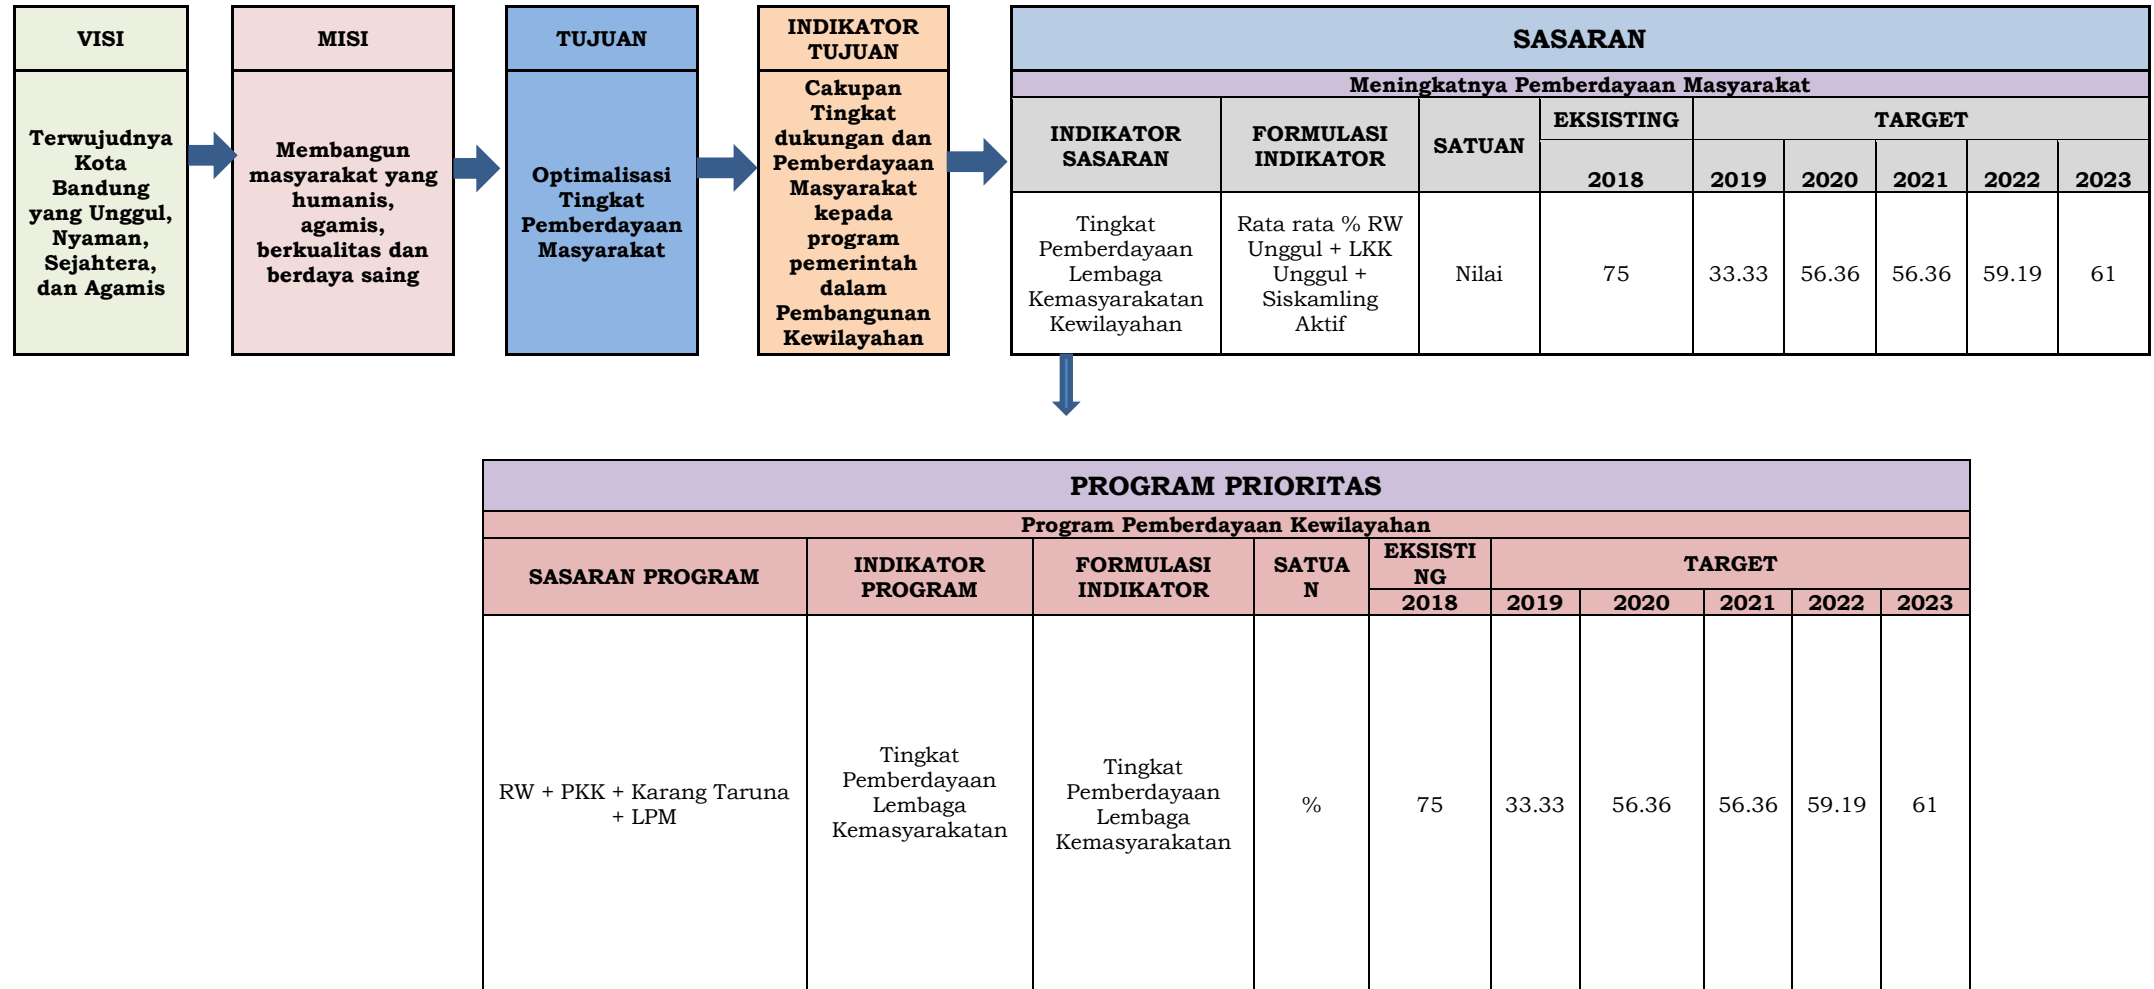 VISI
Terwujudnya
Kota
Bandung
yang Unggul,
Nyaman,
Sejahtera,
dan Agamis
MISI
Membangun
masyarakat yang
humanis,
agamis,
berkualitas dan
berdaya saing
TUJUAN
Optimalisasi
Tingkat
Pemberdayaan
Masyarakat
INDIKATOR
TUJUAN
Cakupan
Tingkat
dukungan dan
Pemberdayaan
Masyarakat
kepada
program
pemerintah
dalam
Pembangunan
Kewilayahan
SASARAN
Meningkatnya Pemberdayaan Masyarakat
INDIKATOR
SASARAN
FORMULASI
INDIKATOR
SATUAN
EKSISTING
TARGET
2018
2019
2020
2021
2022
2023
Tingkat
Pemberdayaan
Lembaga
Kemasyarakatan
Kewilayahan
Rata rata % RW
Unggul + LKK
Unggul +
Siskamling
Aktif
Nilai
75
33.33
56.36
56.36
59.19
61
PROGRAM PRIORITAS
Program Pemberdayaan Kewilayahan
SASARAN PROGRAM
INDIKATOR
PROGRAM
FORMULASI
INDIKATOR
SATUA
N
EKSISTI
NG
TARGET
2018
2019
2020
2021
2022
2023
RW + PKK + Karang Taruna
+ LPM
Tingkat
Pemberdayaan
Lembaga
Kemasyarakatan
Tingkat
Pemberdayaan
Lembaga
Kemasyarakatan
%
75
33.33
56.36
56.36
59.19
61